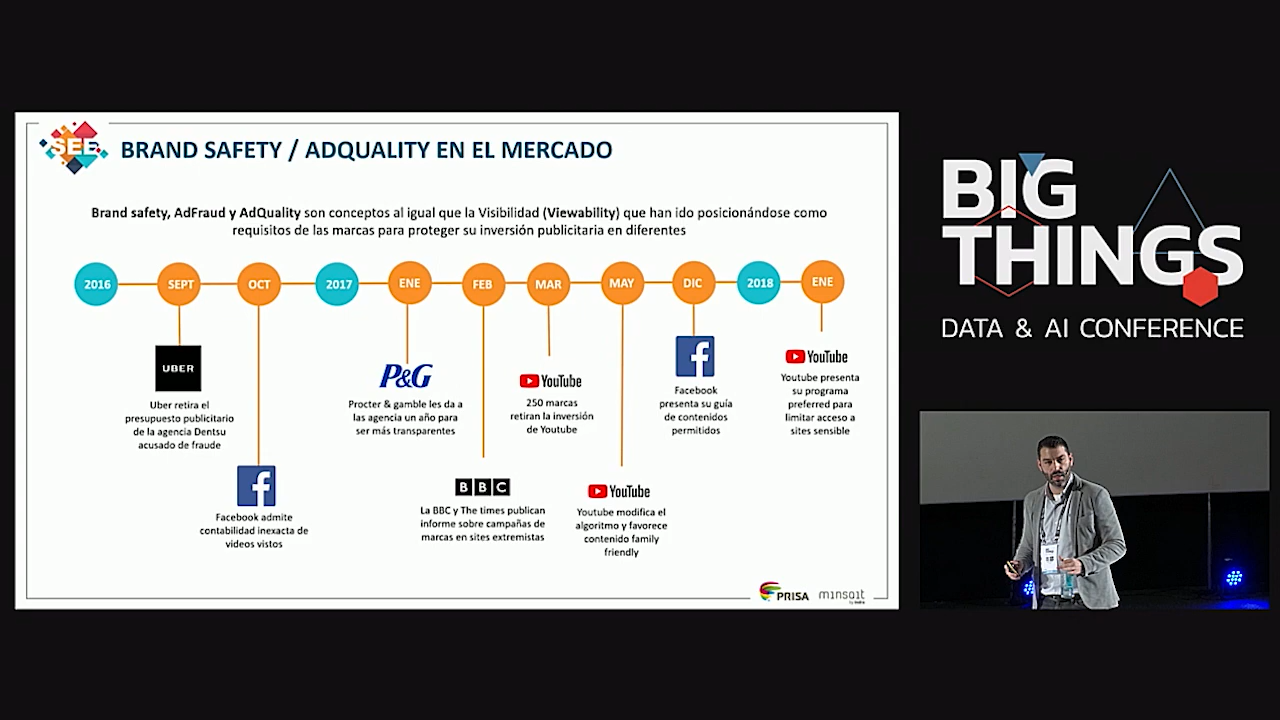 SEE
BRAND SAFETY / ADQUALITY EN EL MERCADO
Brand safety, AdFraud y AdQuality son conceptos al igual que la Visibilidad (Viewability) que han ido posicionándose como
requisitos de las marcas para proteger su inversión publicitaria en diferentes
2016
SEPT
OCT
2017
ENE
FEB
MAR
MAY
DIC
2018
ENE
UBER
Uber retira el
presupuesto publicitario
de la agencia Dentsu
acusado de fraude
Facebook admite
contabilidad inexacta de
videos vistos
P&G
Procter & gamble les da a
las agencia un año para
ser más transparentes
BBC
La BBC y The times publican
informe sobre campañas de
marcas en sites extremistas
YouTube
250 marcas
retiran la inversión
de Youtube
YouTube
Youtube modifica el
algoritmo y favorece
contenido family
friendly
Facebook
presenta su guía
de contenidos
permitidos
YouTube
Youtube presenta
su programa
preferred para
limitar acceso a
sites sensible
PRISA
minsait
BIG
THINGS
DATA & AI CONFERENCE